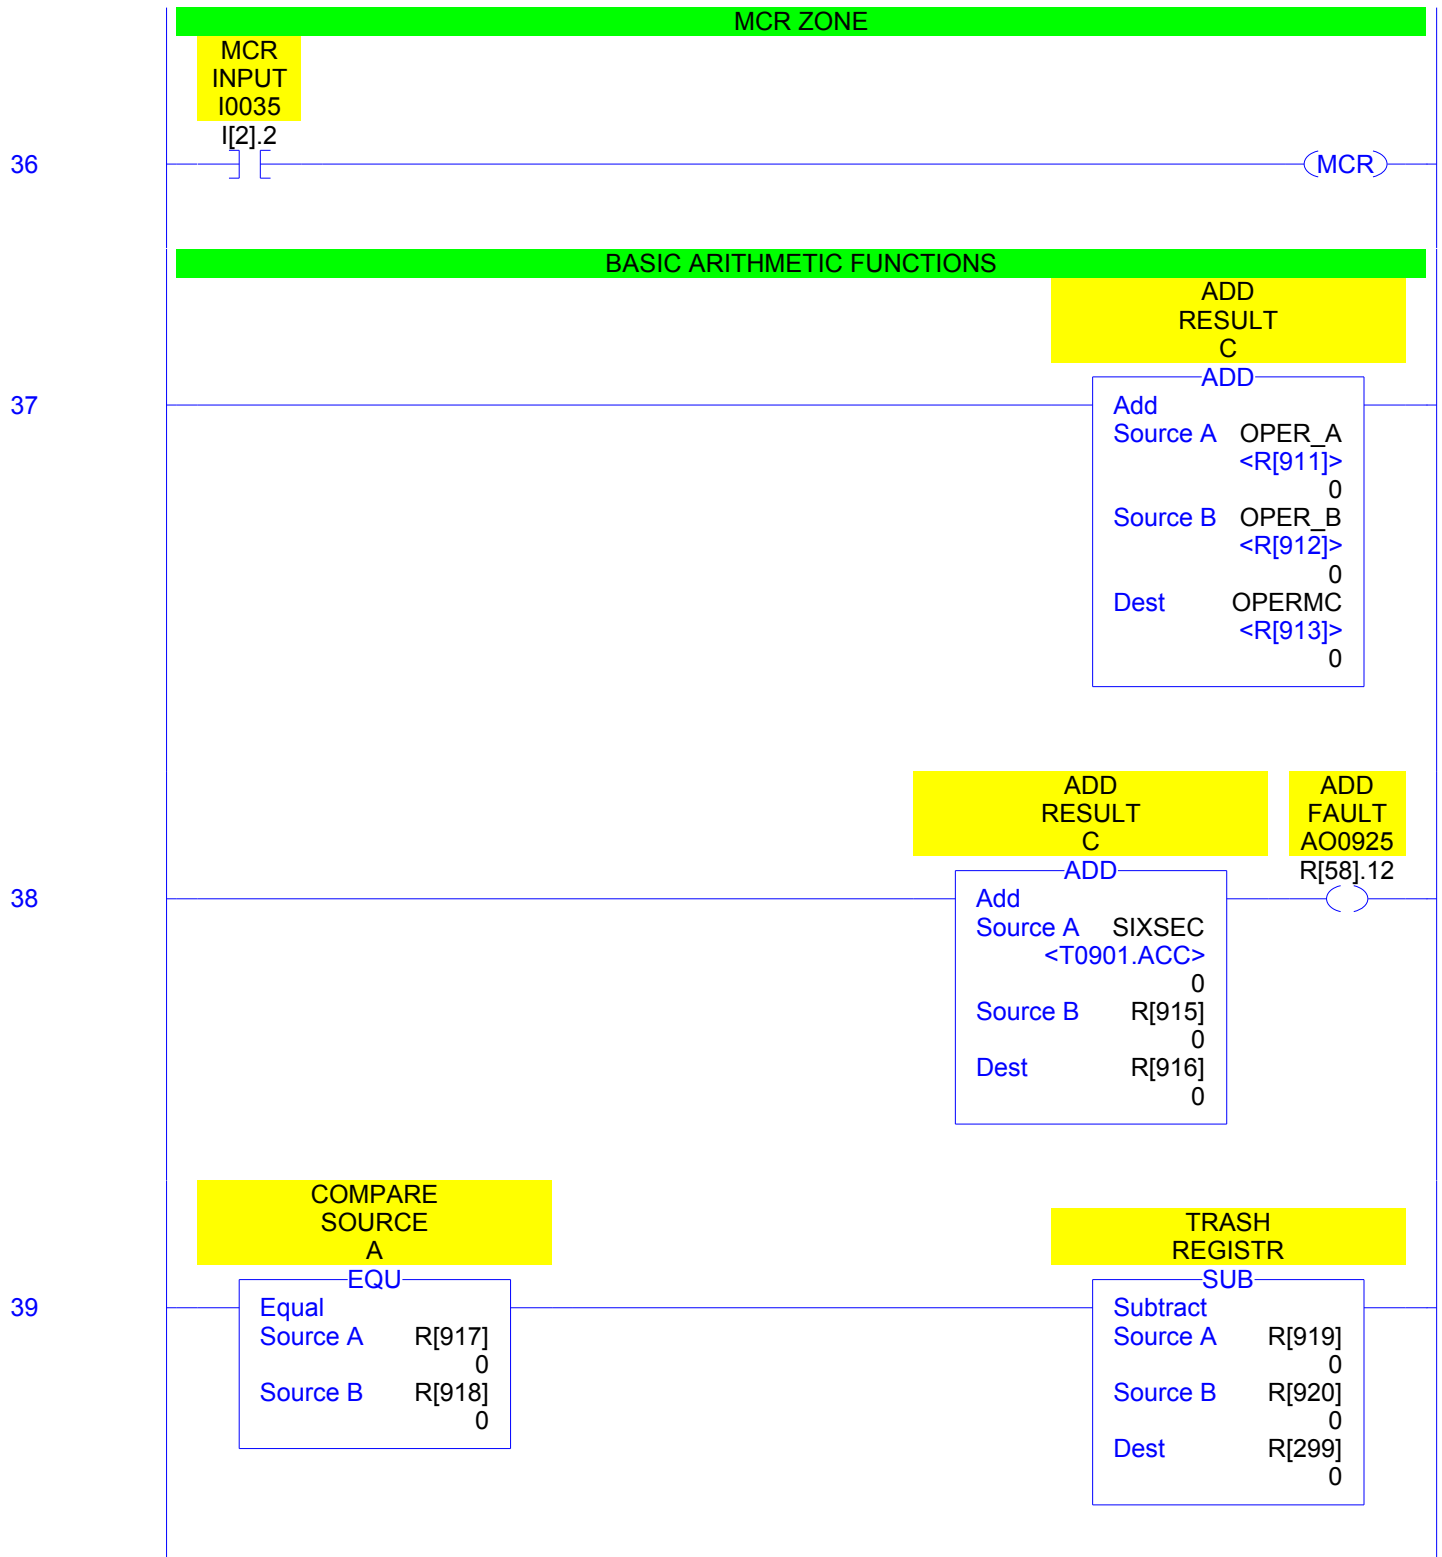 MCR ZONE
MCR
INPUT
I0035
I[2].2
36
MCR
BASIC ARITHMETIC FUNCTIONS
ADD
RESULT
C
ADD
37
Add
Source A OPER_A
<R[911]>
0
Source B OPER_B
<R[912]>
0
Dest OPERMC
<R[913]>
0
ADD
RESULT
C
ADD
FAULT
AO0925
ADD
R[58].12
38
Add
Source A SIXSEC
<T0901.ACC>
0
Source B R[915]
0
Dest R[916]
0
COMPARE
SOURCE
A
EQU
TRASH
REGISTR
SUB
39
Equal
Source A R[917]
0
Source B R[918]
0
Subtract
Source A R[919]
0
Source B R[920]
0
Dest R[299]
0